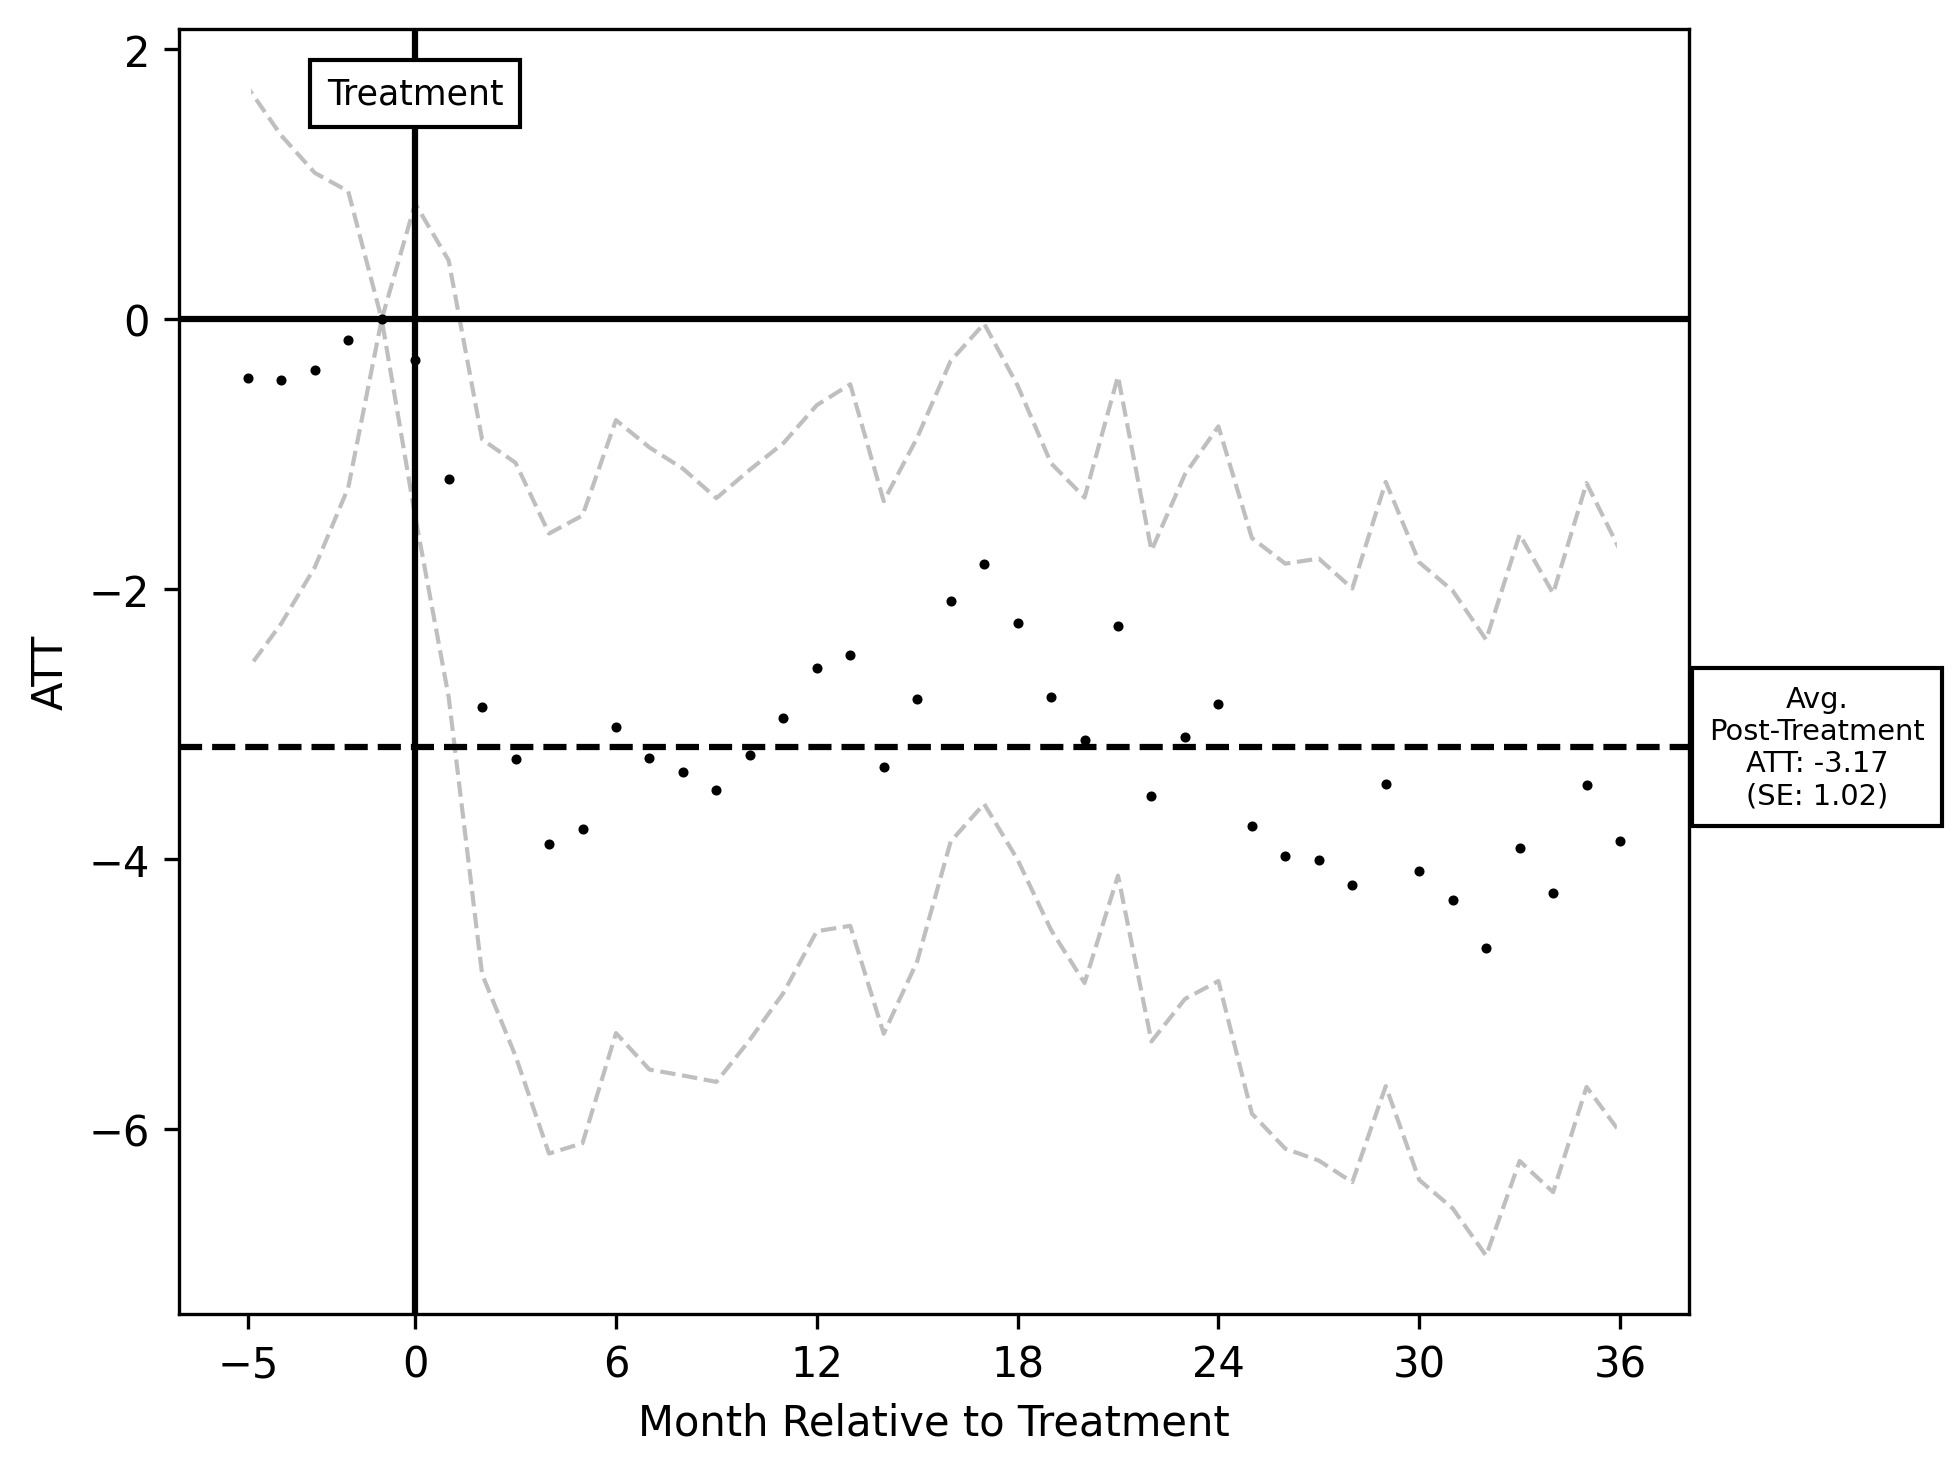 2
Treatment
0
−2
−4
−6
ATT
Avg.
Post-Treatment
ATT: -3.17
(SE: 1.02)
−5 0 6 12 18 24 30 36
Month Relative to Treatment